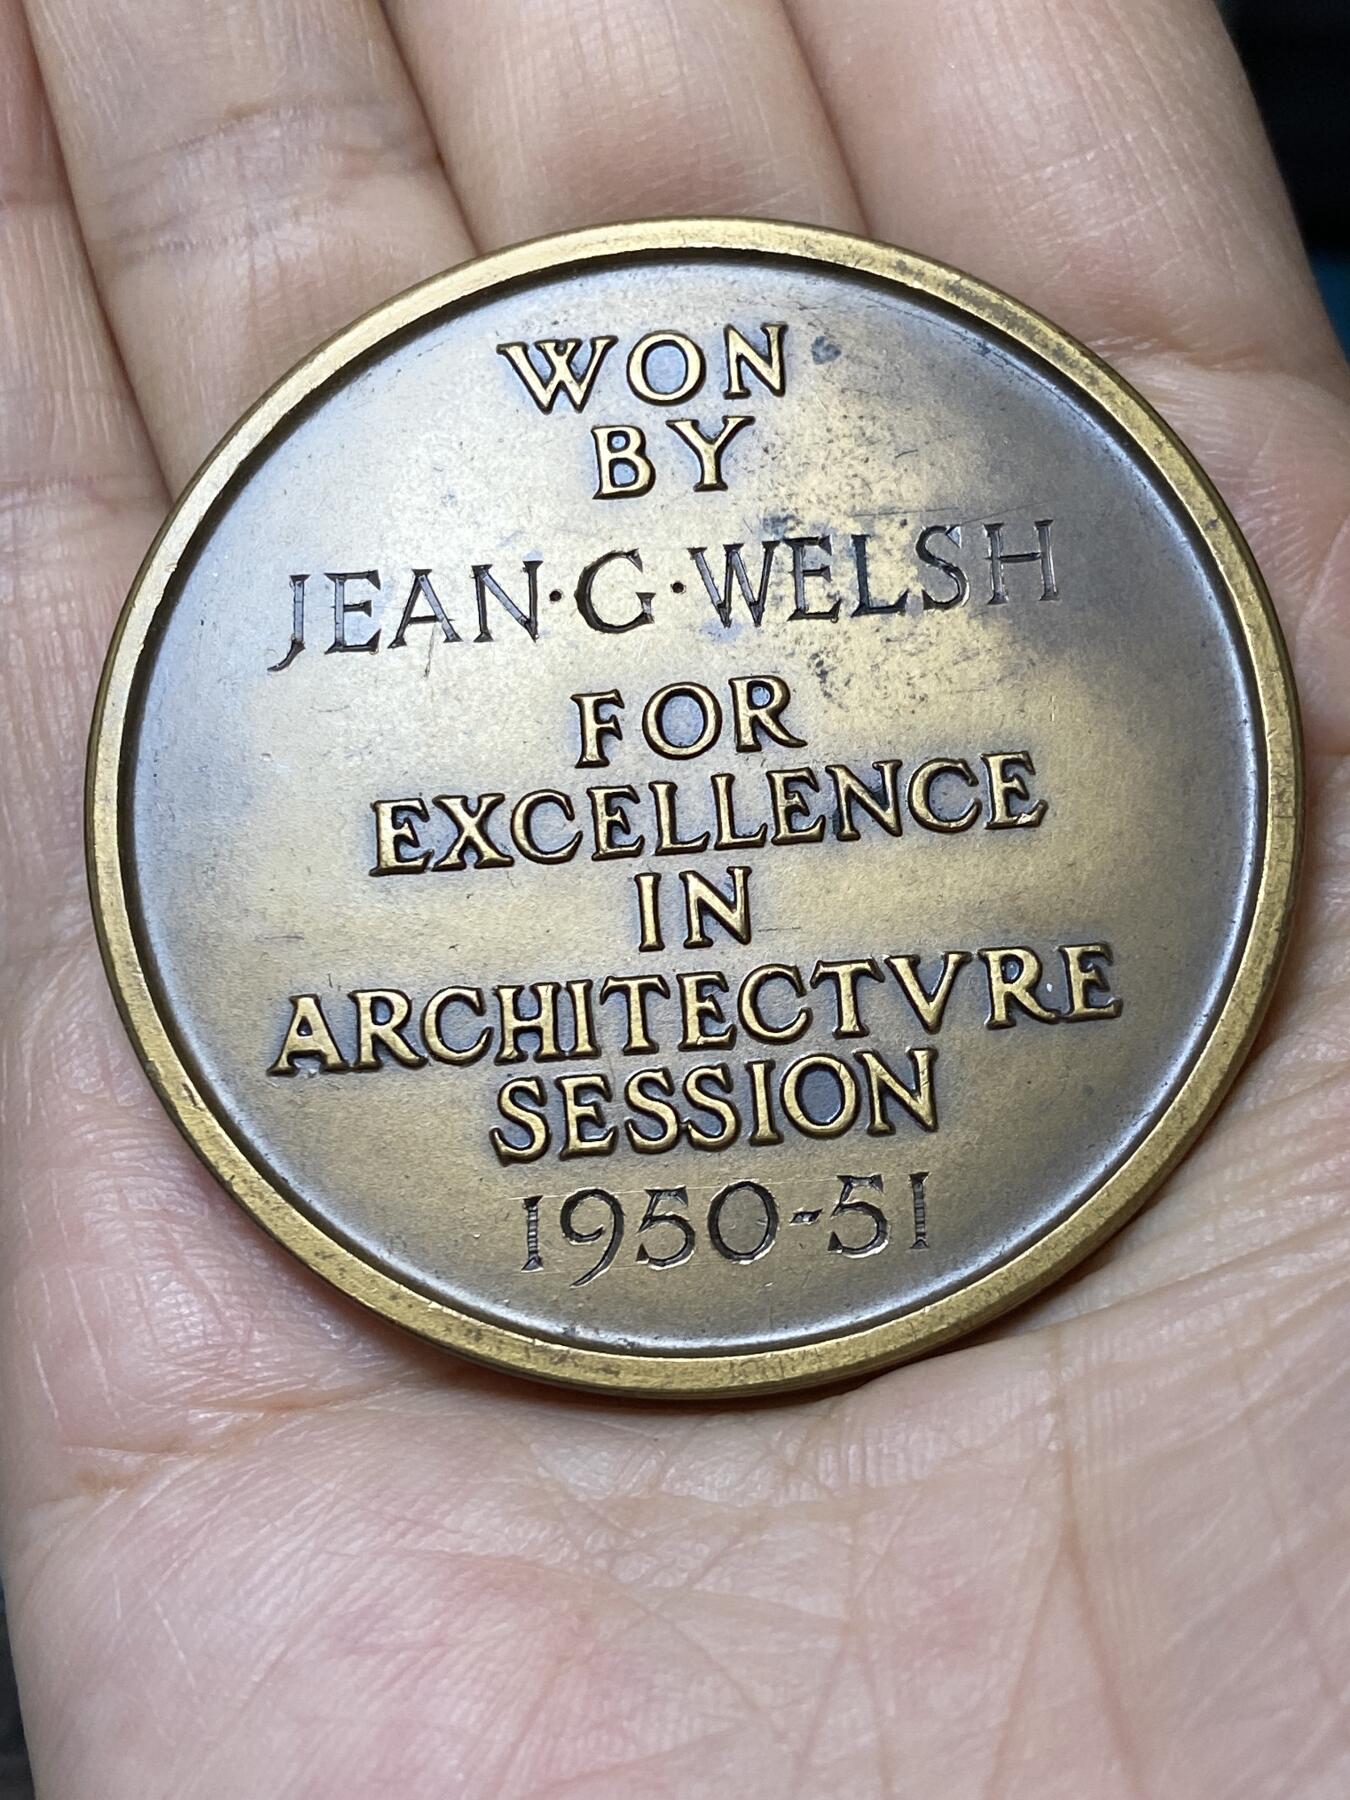 WON
BY
JEAN·G·WELSH
FOR
EXCELLENCE
IN
ARCHITECTVRE
SESSION
1950-51